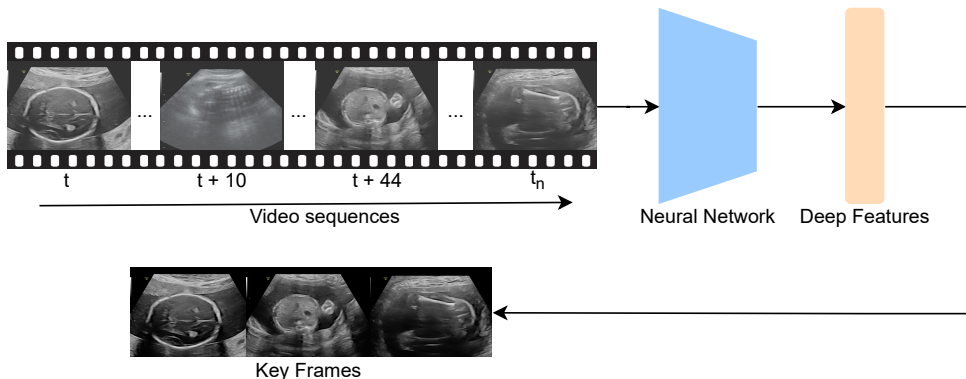 ... ... ...
t t + 10 t + 44 tn
Video sequences
Neural Network Deep Features
Key Frames